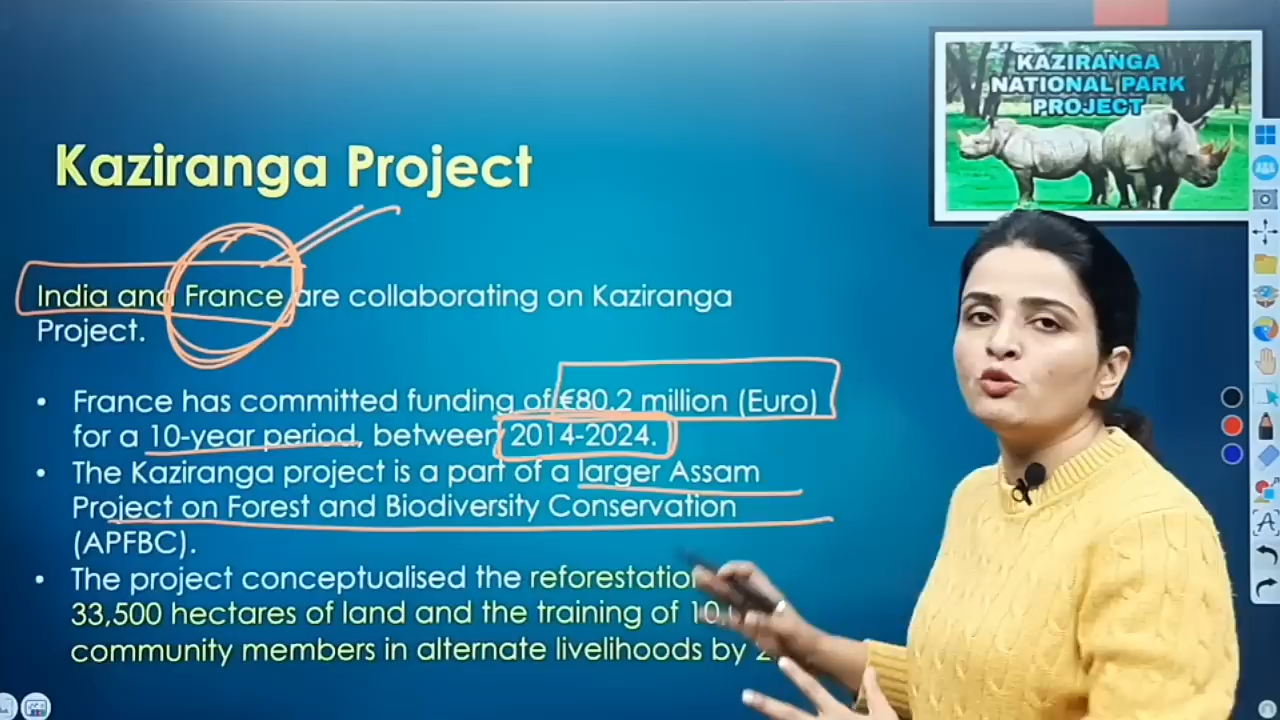 KAZIRANGA
NATIONAL PARK
PROJECT
Kaziranga Project
India and France are collaborating on Kaziranga
Project.
• France has committed funding of €80.2 million (Euro)
for a 10-year period, between 2014-2024.
• The Kaziranga project is a part of a larger Assam
Project on Forest and Biodiversity Conservation
(APFBC).
• The project conceptualised the reforestation
33,500 hectares of land and the training of
community members in alternate livelihoods by